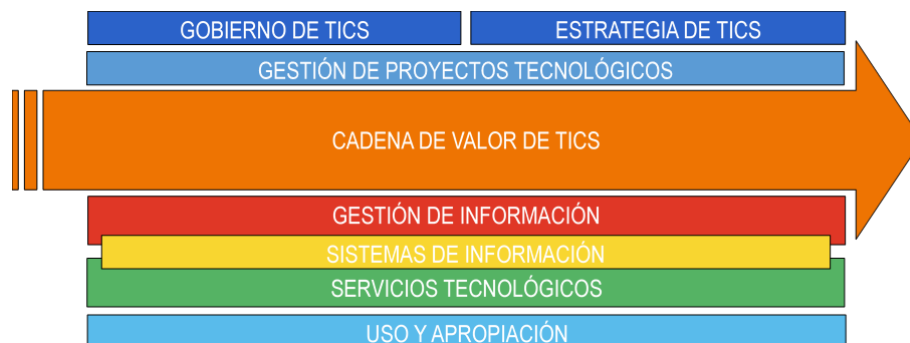 GOBIERNO DE TICS
ESTRATEGIA DE TICS
GESTIÓN DE PROYECTOS TECNOLÓGICOS
CADENA DE VALOR DE TICS
GESTIÓN DE INFORMACIÓN
SISTEMAS DE INFORMACIÓN
SERVICIOS TECNOLÓGICOS
USO Y APROPIACIÓN